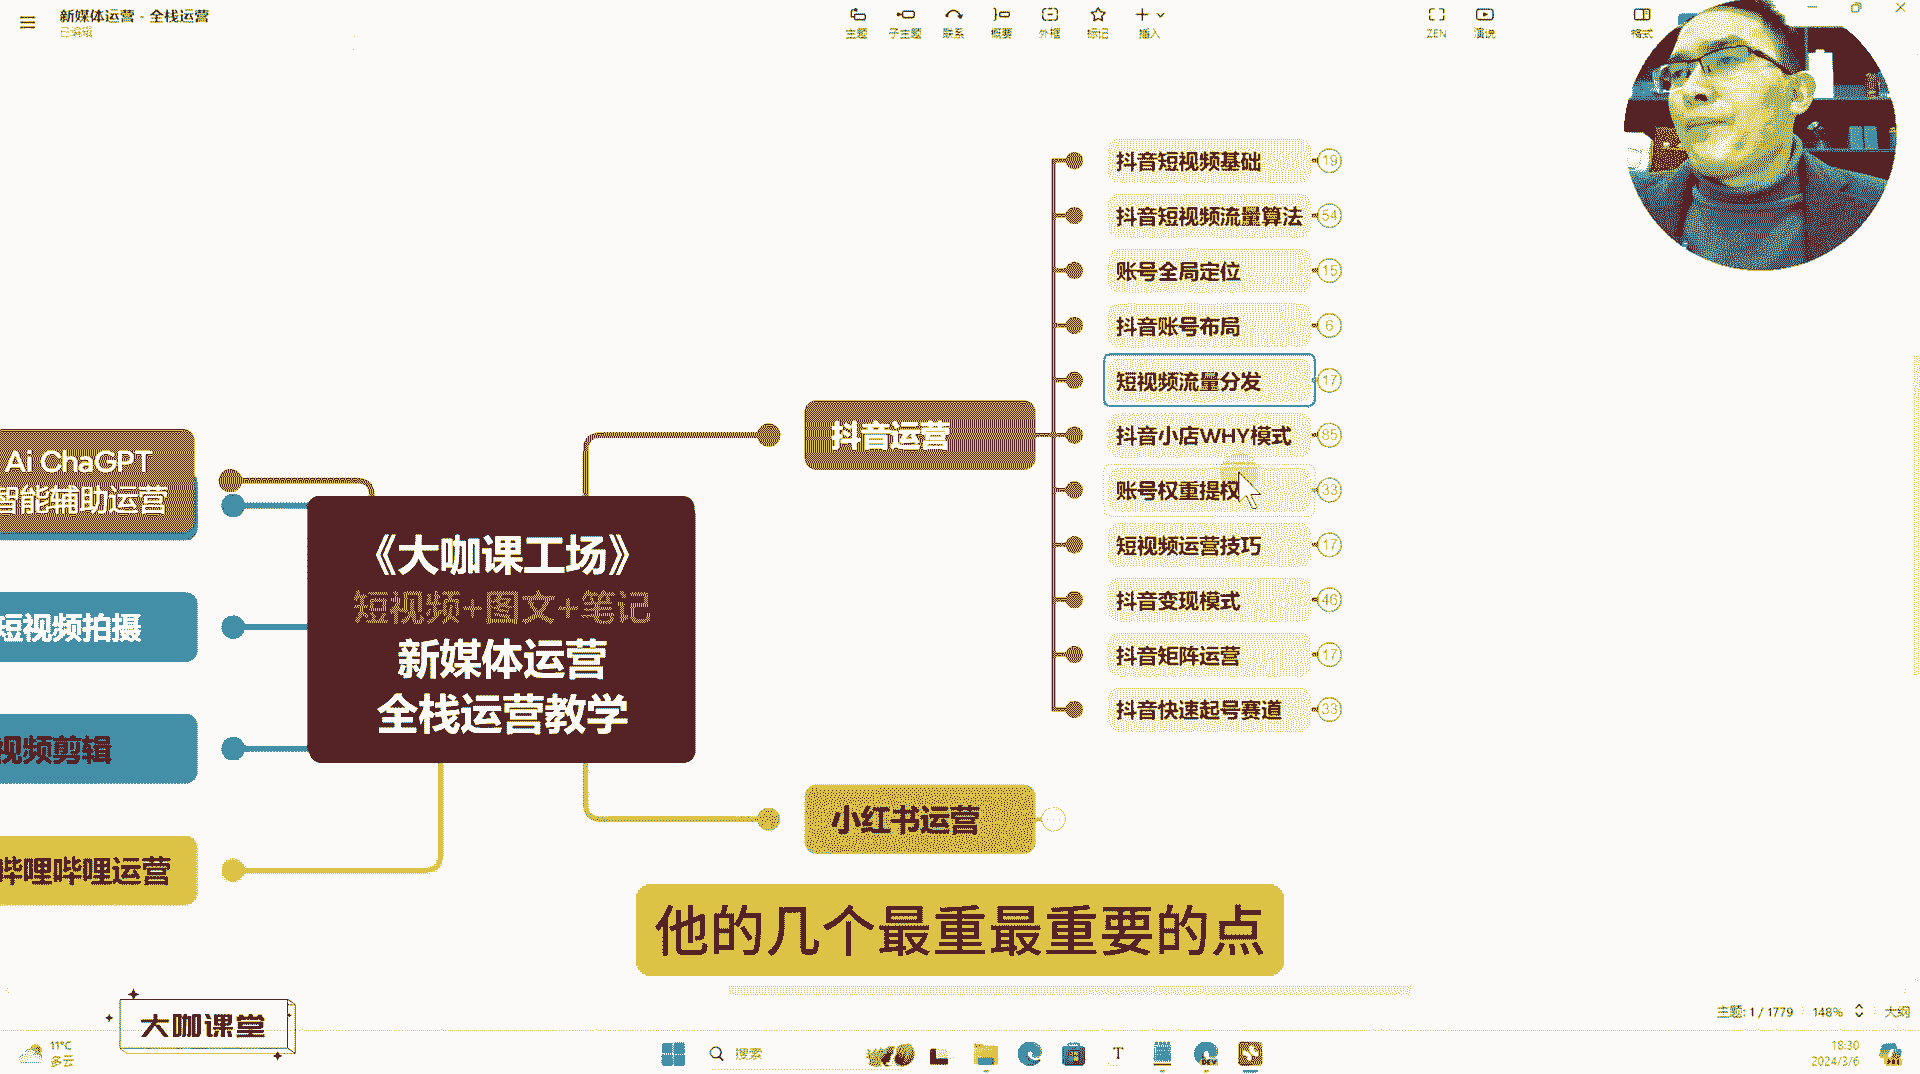 新媒体运营 - 全栈运营
已编辑
主题
子主题
联系
概要
外框
标记
插入
ZEN
演说
格式
抖音短视频基础
19
抖音短视频流量算法
54
账号全局定位
15
抖音账号布局
6
短视频流量分发
17
抖音小店WHY模式
85
账号权重提权
33
短视频运营技巧
17
抖音变现模式
46
抖音矩阵运营
17
抖音快速起号赛道
33
抖音运营
小红书运营
Ai ChaGPT
智能辅助运营
短视频拍摄
视频剪辑
哔哩哔哩运营
《大咖课工场》
短视频+图文+笔记
新媒体运营
全栈运营教学
他的几个最重最重要的点
大咖课堂
主题: 1 / 1779
148%
大纲
11°C
多云
搜索
T
DEV
18:30
2024/3/6